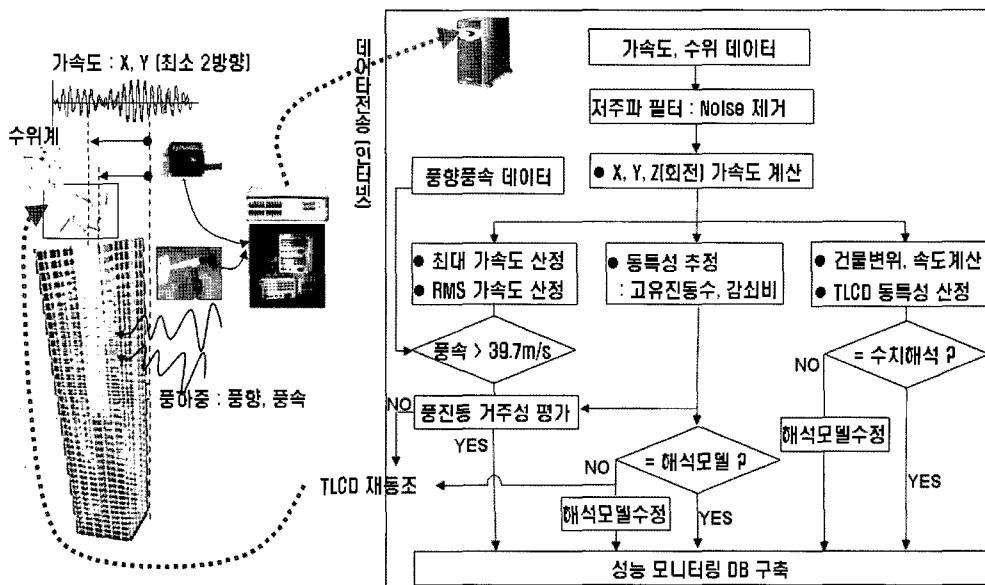 가속도 : X, Y (최소 2방향)
수위계
풍하중 : 풍향, 풍속
데이타전송 (인터넷)
가속도, 수위 데이터
저주파 필터 : Noise 제거
● X, Y, Z(회전) 가속도 계산
풍향풍속 데이터
● 최대 가속도 산정
● RMS 가속도 산정
● 동특성 추정
: 고유진동수, 감쇠비
● 건물변위, 속도계산
● TLCD 동특성 산정
풍속 > 39.7m/s
= 수치해석 ?
NO
NO
풍진동 거주성 평가
해석모델수정
YES
= 해석모델 ?
NO
YES
TLCD 재동조
해석모델수정
YES
성능 모니터링 DB 구축